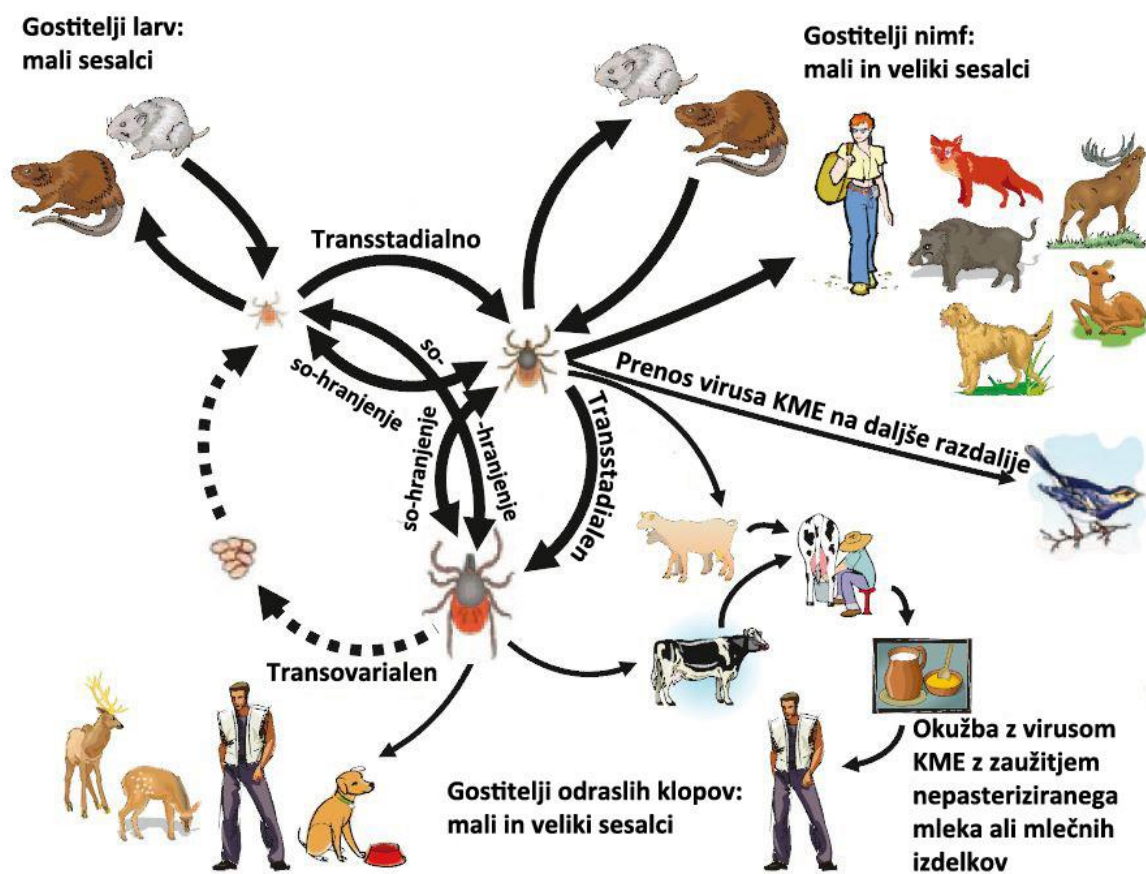 Gostitelji larv:
mali sesalci
Gostitelji nimf:
mali in veliki sesalci
Transstadialno
so-
-hranjenje
so-hranjenje
so-hranjenje
Transstadialen
Prenos virusa KME na daljše razdalije
Transovarialen
Gostitelji odraslih klopov:
mali in veliki sesalci
Okužba z virusom
KME z zaužitjem
nepasteriziranega
mleka ali mlečnih
izdelkov